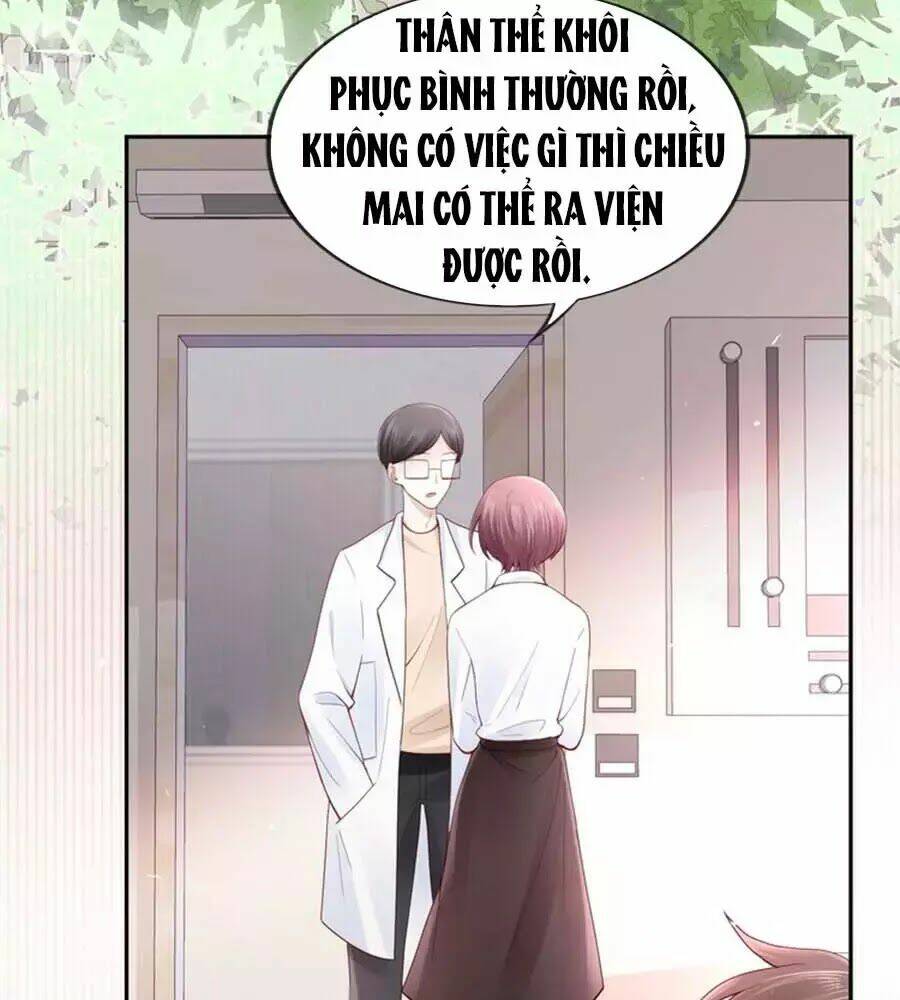 THÂN THỂ KHÔI
PHỤC BÌNH THƯỜNG RỒI,
KHÔNG CÓ VIỆC GÌ THÌ CHIỀU
MAI CÓ THỂ RA VIỆN
ĐƯỢC RỒI.